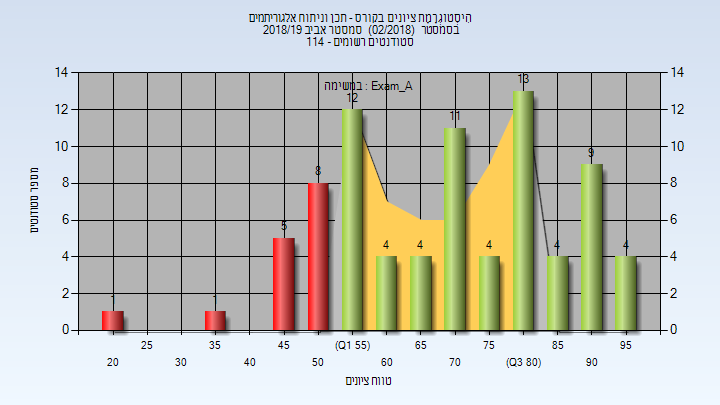 היסטוגרמת ציונים בקורס - תכן וניתוח אלגוריתמים
בסמסטר (02/2018) סמסטר אביב 2018/19
סטודנטים רשומים - 114
במשימה : Exam_A
מספר סטודנטים
14 14
12 12
10 10
8 8
6 6
4 4
2 2
0 0
1 1 5 8 12 4 4 11 4 13 4 9 4
25 35 45 (Q1 55) 65 75 85 95
20 30 40 50 60 70 (Q3 80) 90
טווח ציונים